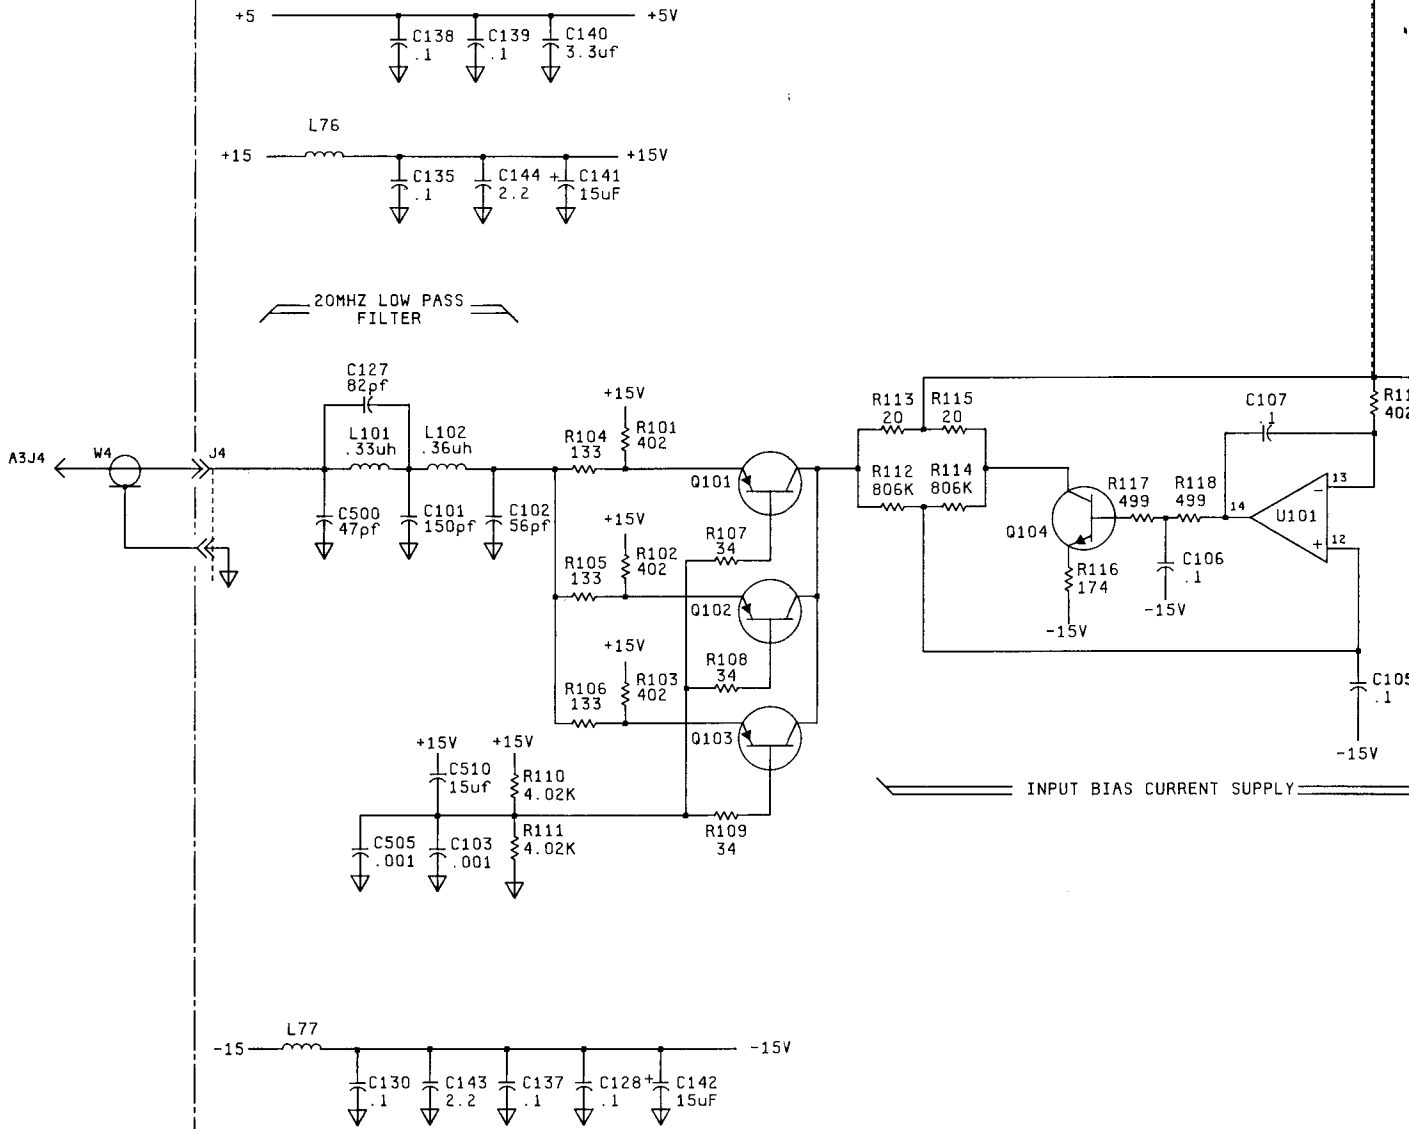 +5
+5V
C138
.1
C139
.1
C140
3.3uf
L76
+15
+15V
C135
.1
C144
2.2
+
C141
15uF
20MHZ LOW PASS
FILTER
C127
82pf
L101
.33uh
L102
.36uh
A3J4
W4
J4
C500
47pf
C101
150pf
C102
56pf
+15V
R104
133
R101
402
Q101
+15V
R107
34
R105
133
R102
402
Q102
+15V
R108
34
R106
133
R103
402
Q103
+15V
+15V
C510
15uf
R110
4.02K
C505
.001
C103
.001
R111
4.02K
R109
34
R113
20
R115
20
R112
806K
R114
806K
Q104
R116
174
-15V
R117
499
R118
499
C106
.1
-15V
C107
.1
14
U101
-
13
+
12
R11
402
C105
.1
-15V
INPUT BIAS CURRENT SUPPLY
L77
-15
-15V
C130
.1
C143
2.2
C137
.1
C128
.1
+
C142
15uF